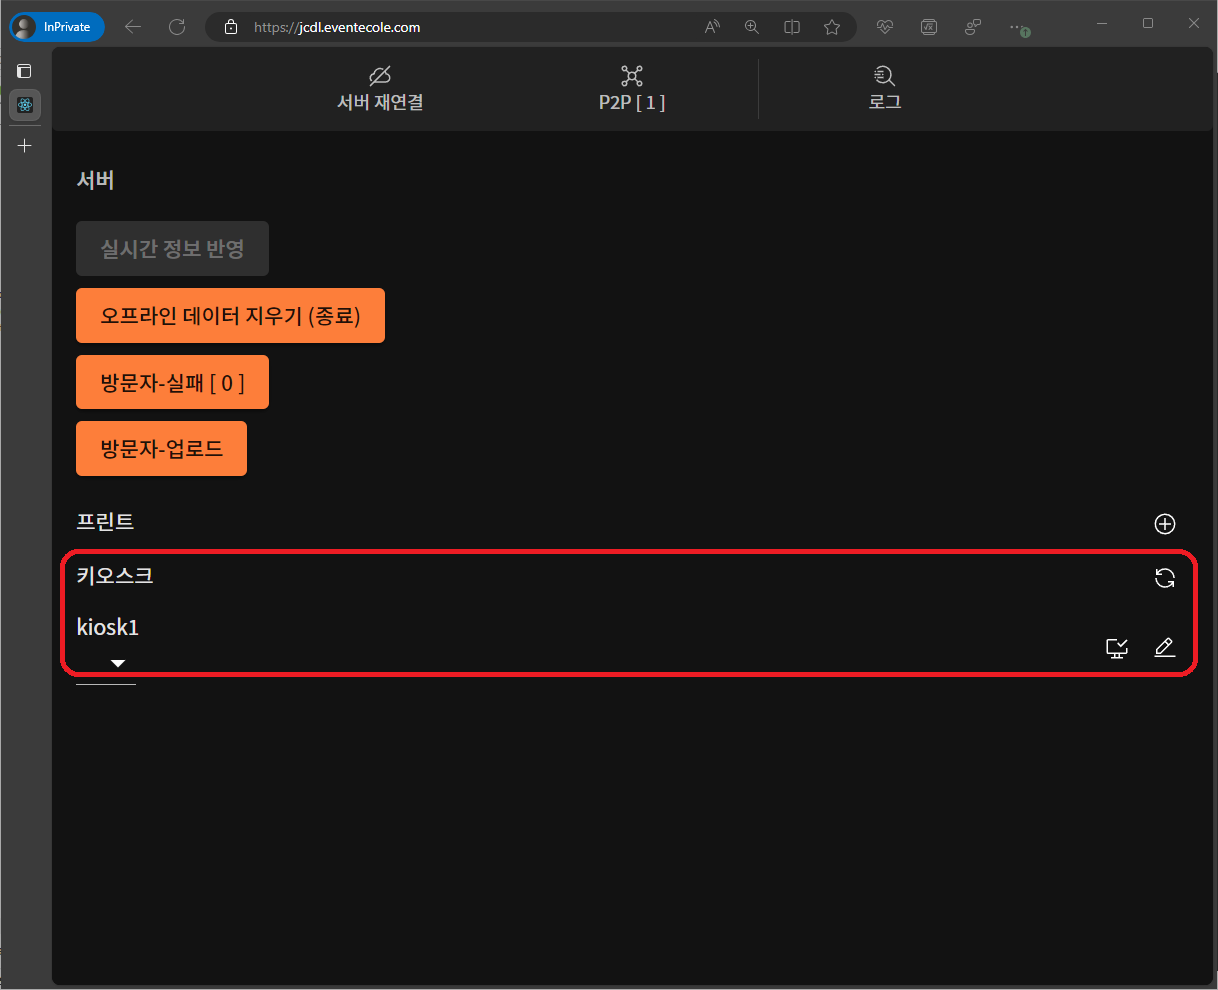 InPrivate
https://jcdl.eventecole.com
서버 재연결
P2P [ 1 ]
로그
서버
실시간 정보 반영
오프라인 데이터 지우기 (종료)
방문자-실패 [ 0 ]
방문자-업로드
프린트
키오스크
kiosk1